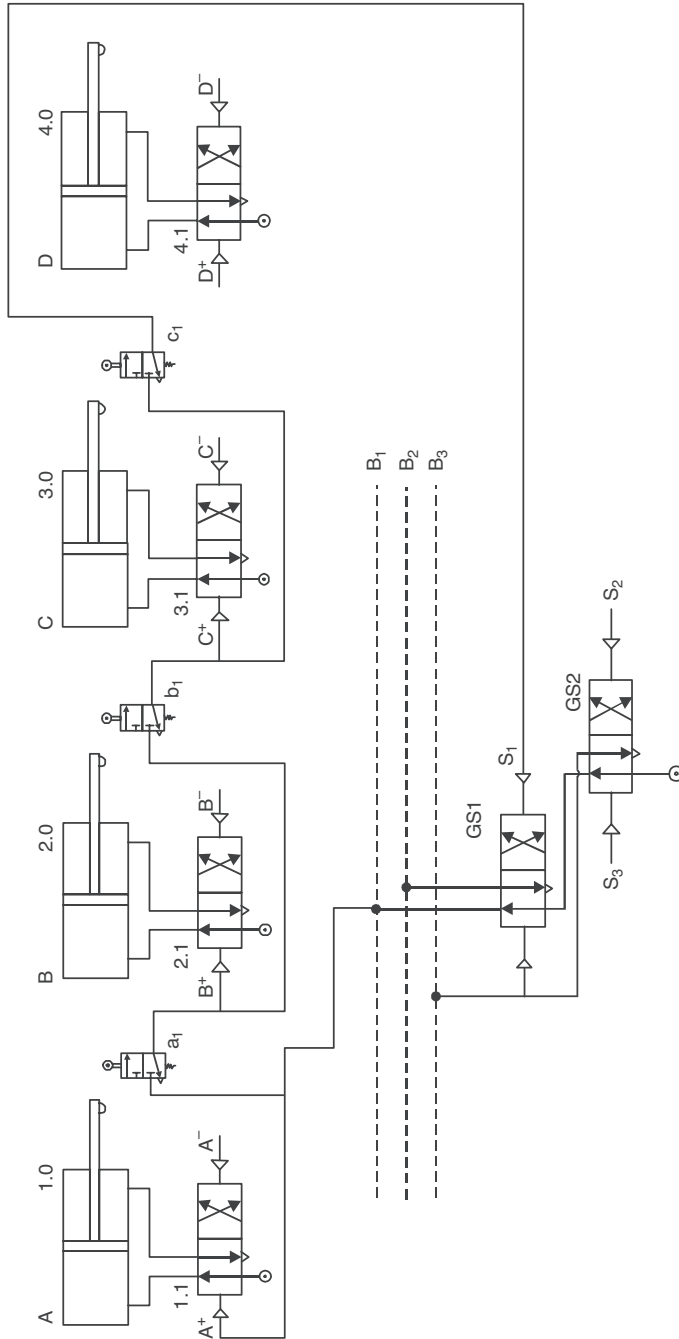 A 1.0
B 2.0
C 3.0
D 4.0
a₁
b₁
c₁
1.1
2.1
3.1
4.1
A⁺ A⁻
B⁺ B⁻
C⁺ C⁻
D⁺ D⁻
B₁
B₂
B₃
GS1
S₁
GS2
S₃ S₂